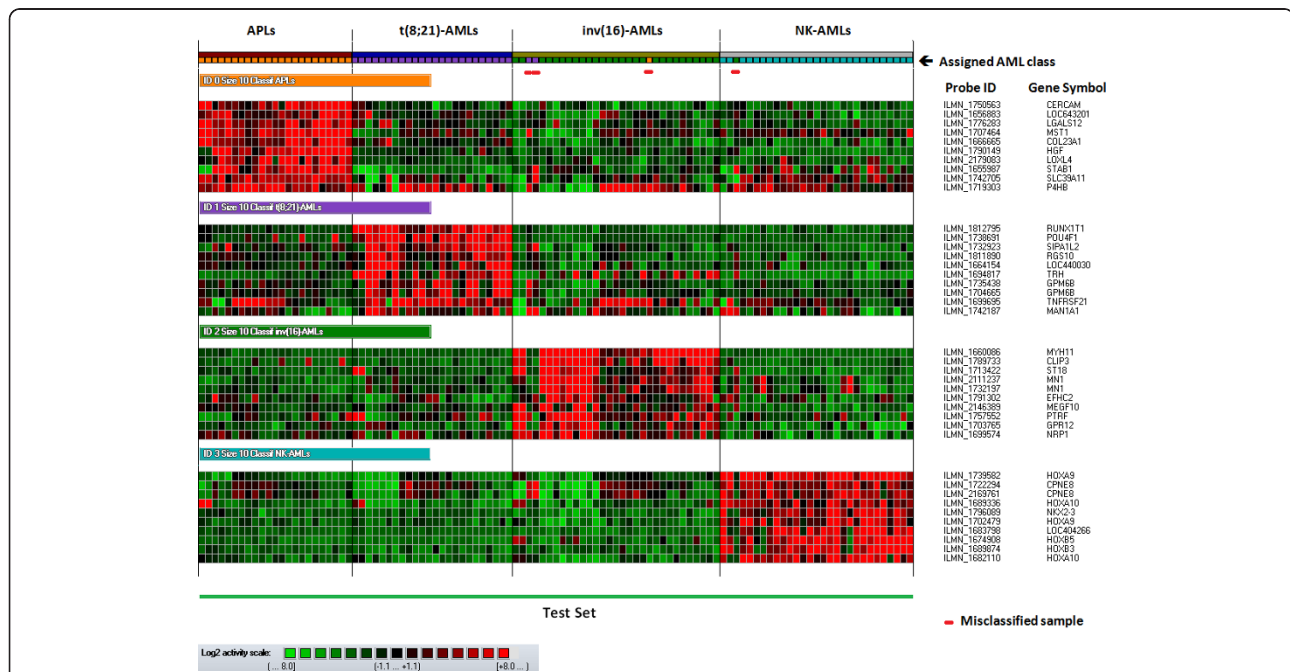 APLs t(8;21)-AMLs inv(16)-AMLs NK-AMLs
Assigned AML class
ID 0 Size 10 Classif APLs
Probe ID Gene Symbol
ILMN_1750563 CERCAM
ILMN_1656883 LOC643201
ILMN_1776283 LGALS12
ILMN_1707464 MST1
ILMN_1666665 COL23A1
ILMN_1790149 HGF
ILMN_2179083 LOXL4
ILMN_1655987 STAB1
ILMN_1742705 SLC39A11
ILMN_1719303 P4HB
ID 1 Size 10 Classif t(8;21)-AMLs
ILMN_1812795 RUNX1T1
ILMN_1738691 POU4F1
ILMN_1732923 SIPA1L2
ILMN_1811890 RGS10
ILMN_1664154 LOC440030
ILMN_1694817 TRH
ILMN_1735438 GPM6B
ILMN_1704665 GPM6B
ILMN_1699695 TNFRSF21
ILMN_1742187 MAN1A1
ID 2 Size 10 Classif inv(16)-AMLs
ILMN_1660086 MYH11
ILMN_1789733 CLIP3
ILMN_1713422 ST18
ILMN_2111237 MN1
ILMN_1732197 MN1
ILMN_1791302 EFHC2
ILMN_2146389 MEGF10
ILMN_1757552 PTRF
ILMN_1703765 GPR12
ILMN_1699574 NRP1
ID 3 Size 10 Classif NK-AMLs
ILMN_1739582 HOXA9
ILMN_1722294 CPNE8
ILMN_2169761 CPNE8
ILMN_1689336 HOXA10
ILMN_1796089 NKX2-3
ILMN_1702479 HOXA9
ILMN_1683798 LOC404266
ILMN_1674908 HOXB5
ILMN_1689874 HOXB3
ILMN_1682110 HOXA10
Test Set
Misclassified sample
Log2 activity scale:
(... 8.0] [-1.1 ... +1.1] [+8.0 ... )